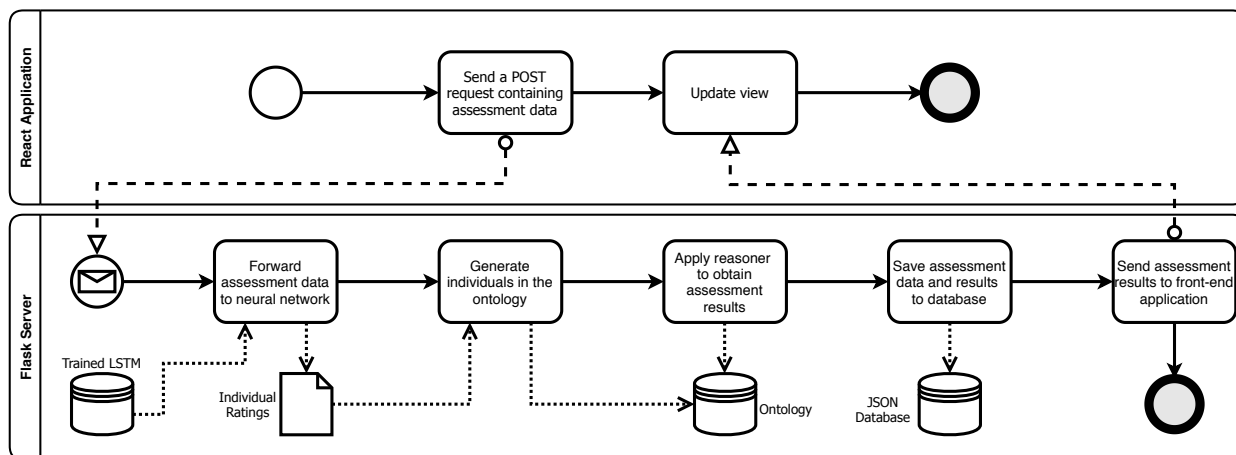 React Application
Send a POST
request containing
assessment data
Update view
Flask Server
Forward
assessment data
to neural network
Generate
individuals in the
ontology
Apply reasoner
to obtain
assessment
results
Save assessment
data and results
to database
Send assessment
results to front-end
application
Trained LSTM
Individual
Ratings
Ontology
JSON
Database